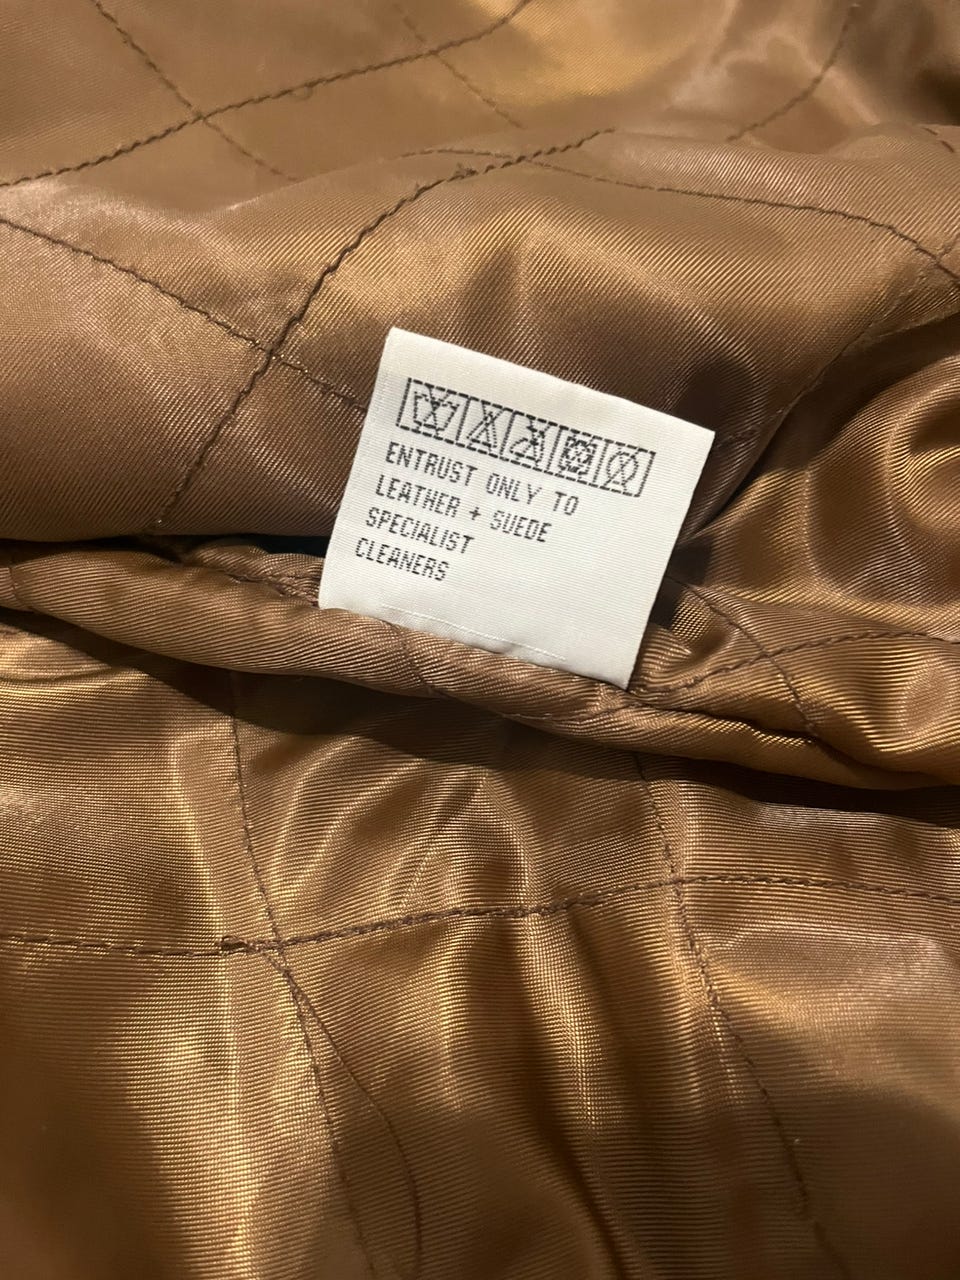 ENTRUST ONLY TO
LEATHER + SUEDE
SPECIALIST
CLEANERS